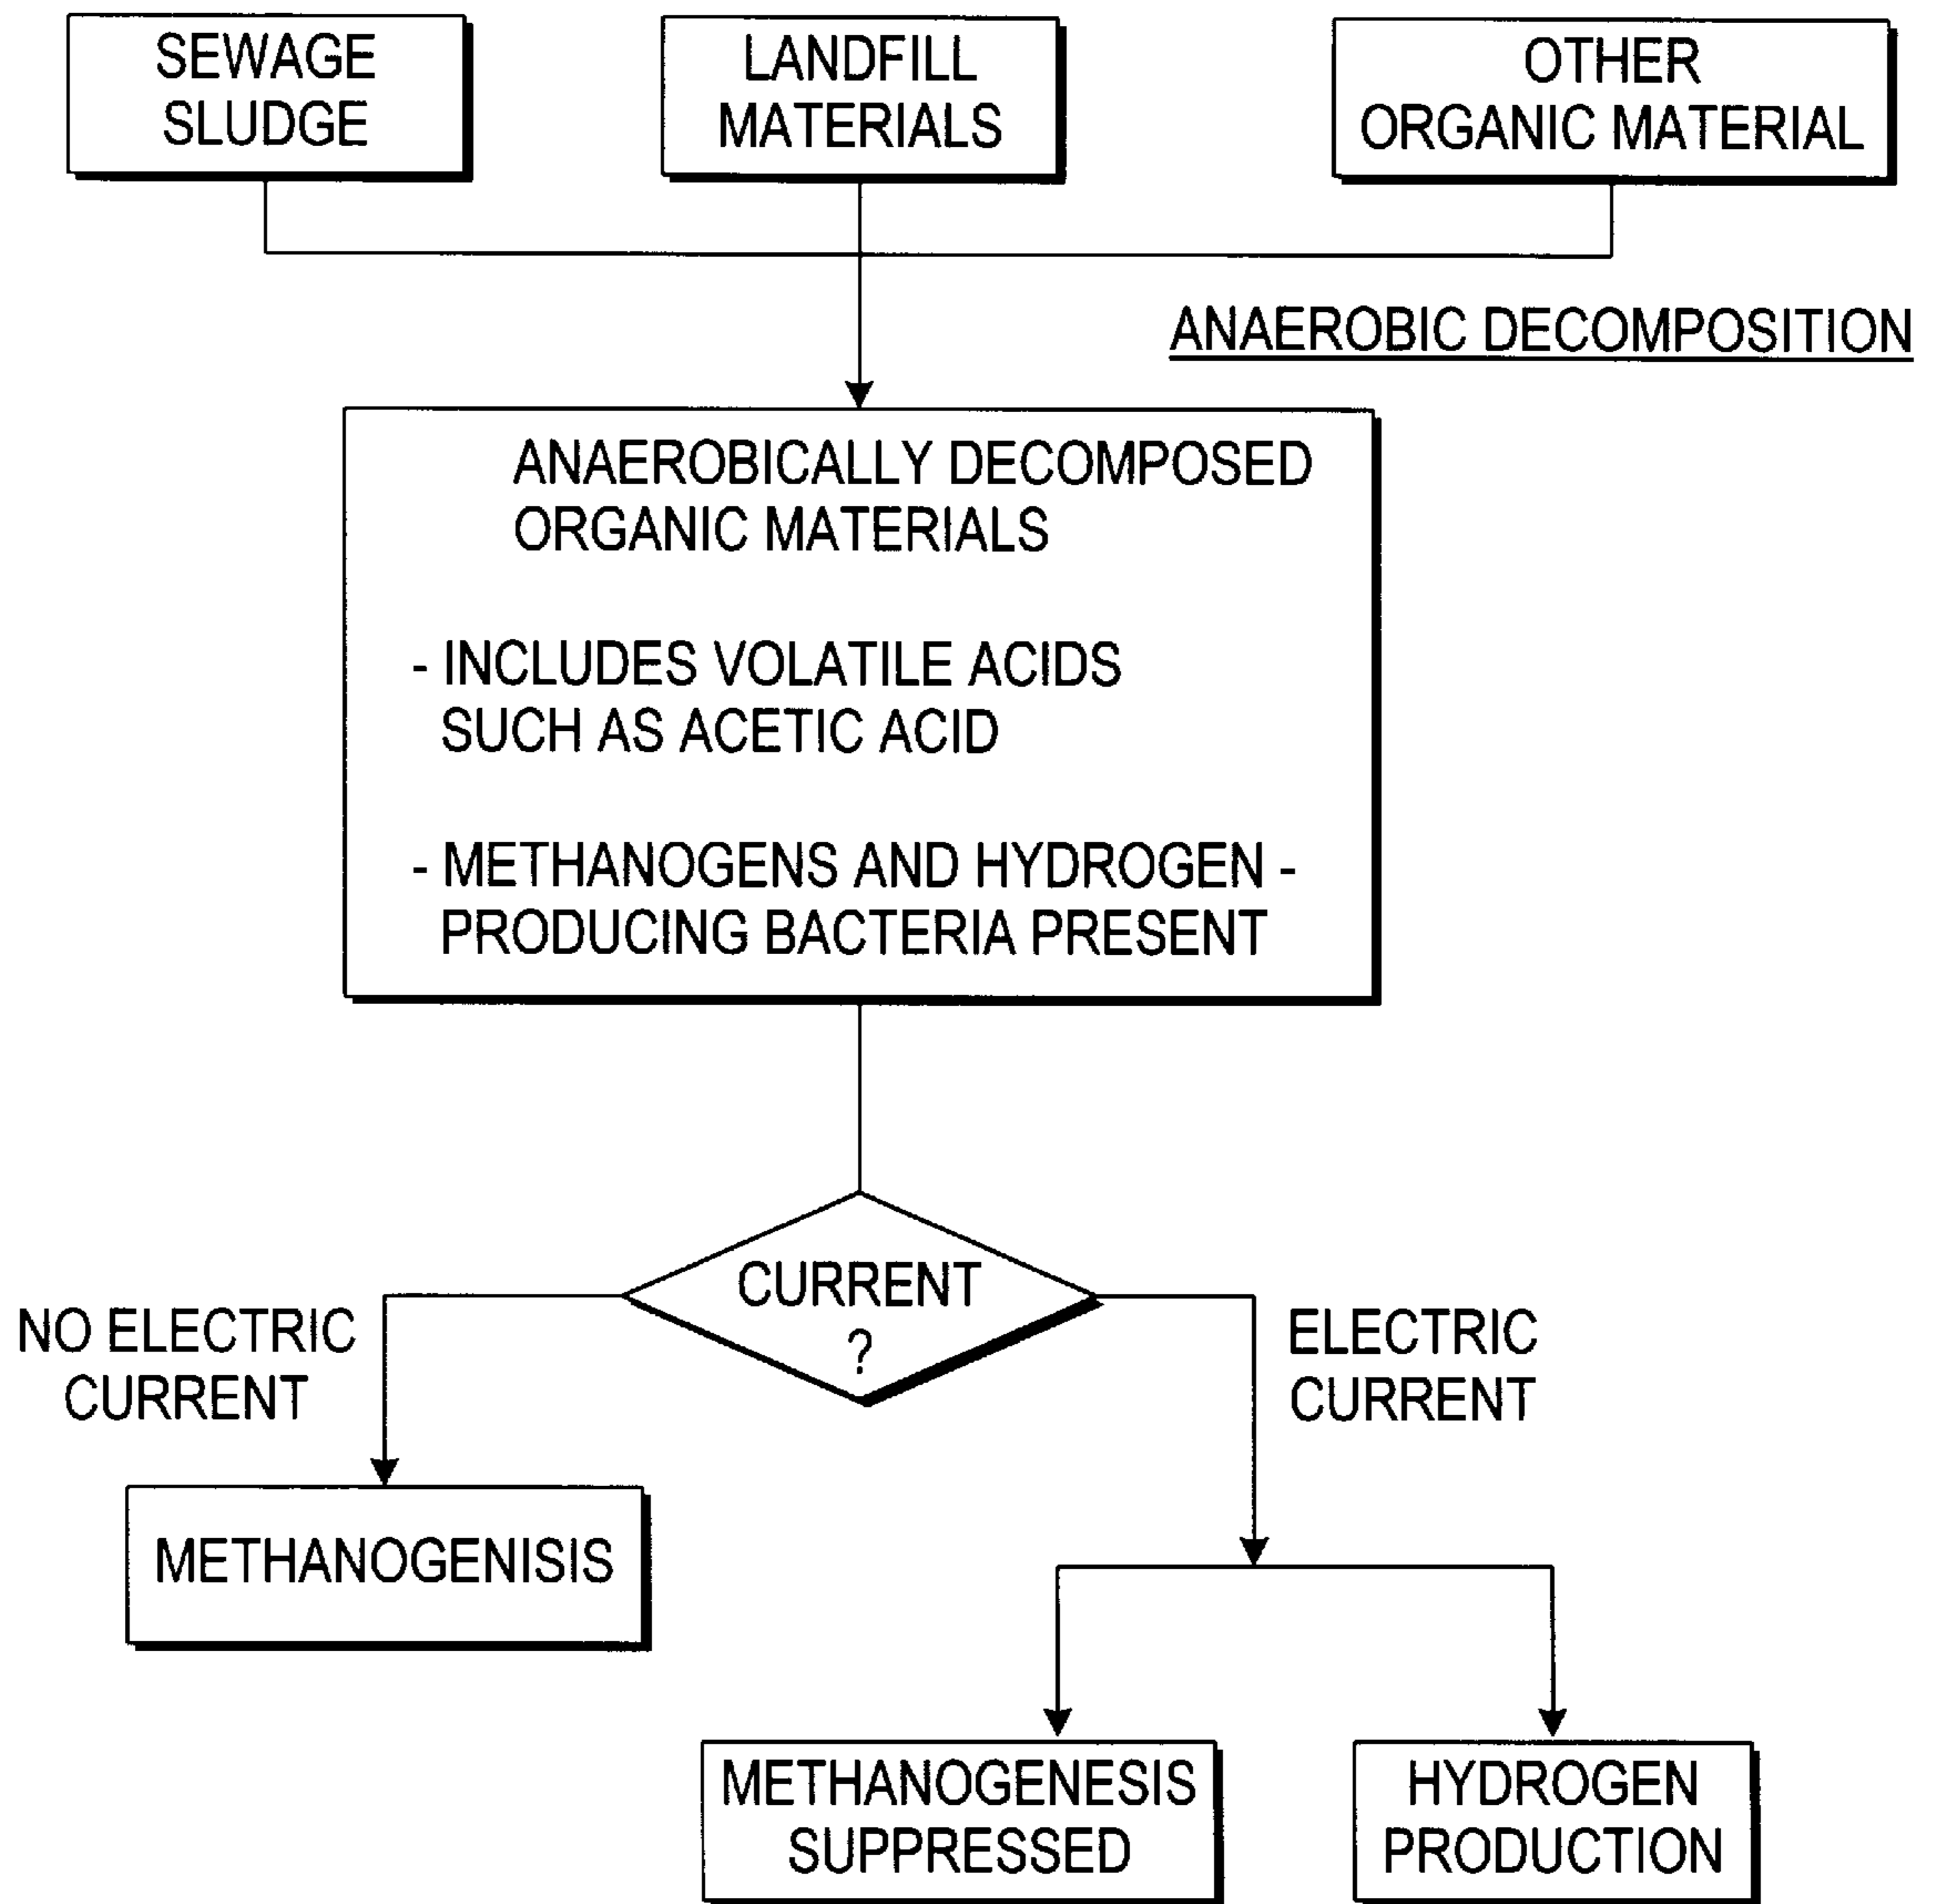 SEWAGE
SLUDGE
LANDFILL
MATERIALS
OTHER
ORGANIC MATERIAL
ANAEROBIC DECOMPOSITION
ANAEROBICALLY DECOMPOSED
ORGANIC MATERIALS
- INCLUDES VOLATILE ACIDS
SUCH AS ACETIC ACID
- METHANOGENS AND HYDROGEN -
PRODUCING BACTERIA PRESENT
CURRENT
?
NO ELECTRIC
CURRENT
ELECTRIC
CURRENT
METHANOGENISIS
METHANOGENESIS
SUPPRESSED
HYDROGEN
PRODUCTION